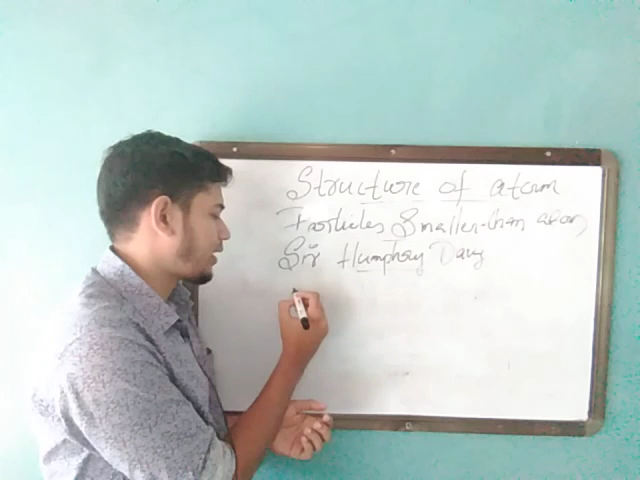 Structure of atom
Particles Smaller than atom
Sir Humphrey Davy